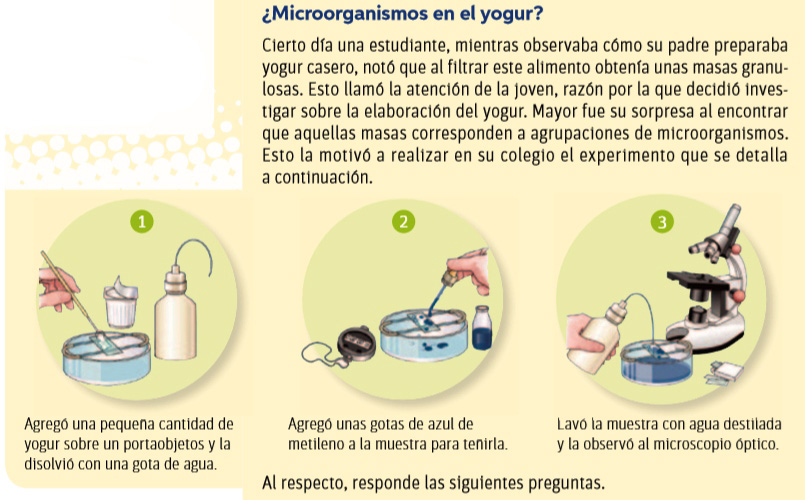 ¿Microorganismos en el yogur?
Cierto día una estudiante, mientras observaba cómo su padre preparaba
yogur casero, notó que al filtrar este alimento obtenía unas masas granu-
losas. Esto llamó la atención de la joven, razón por la que decidió inves-
tigar sobre la elaboración del yogur. Mayor fue su sorpresa al encontrar
que aquellas masas corresponden a agrupaciones de microorganismos.
Esto la motivó a realizar en su colegio el experimento que se detalla
a continuación.
1
2
3
Agregó una pequeña cantidad de
yogur sobre un portaobjetos y la
disolvió con una gota de agua.
Agregó unas gotas de azul de
metileno a la muestra para teñirla.
Lavó la muestra con agua destilada
y la observó al microscopio óptico.
Al respecto, responde las siguientes preguntas.